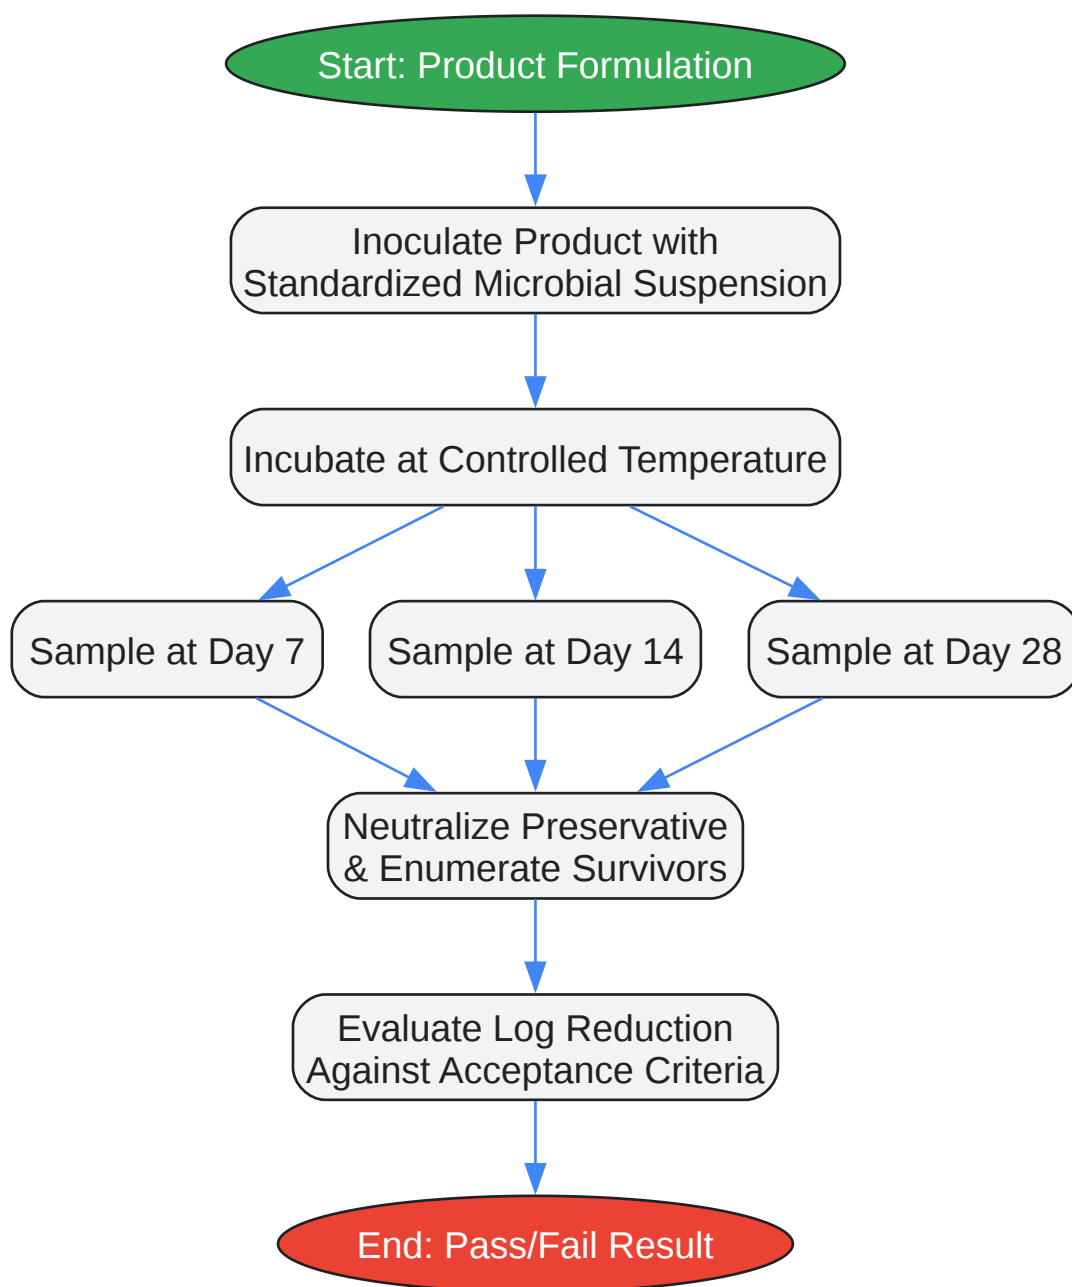 Start: Product Formulation
Inoculate Product with
Standardized Microbial Suspension
Incubate at Controlled Temperature
Sample at Day 7
Sample at Day 14
Sample at Day 28
Neutralize Preservative
& Enumerate Survivors
Evaluate Log Reduction
Against Acceptance Criteria
End: Pass/Fail Result